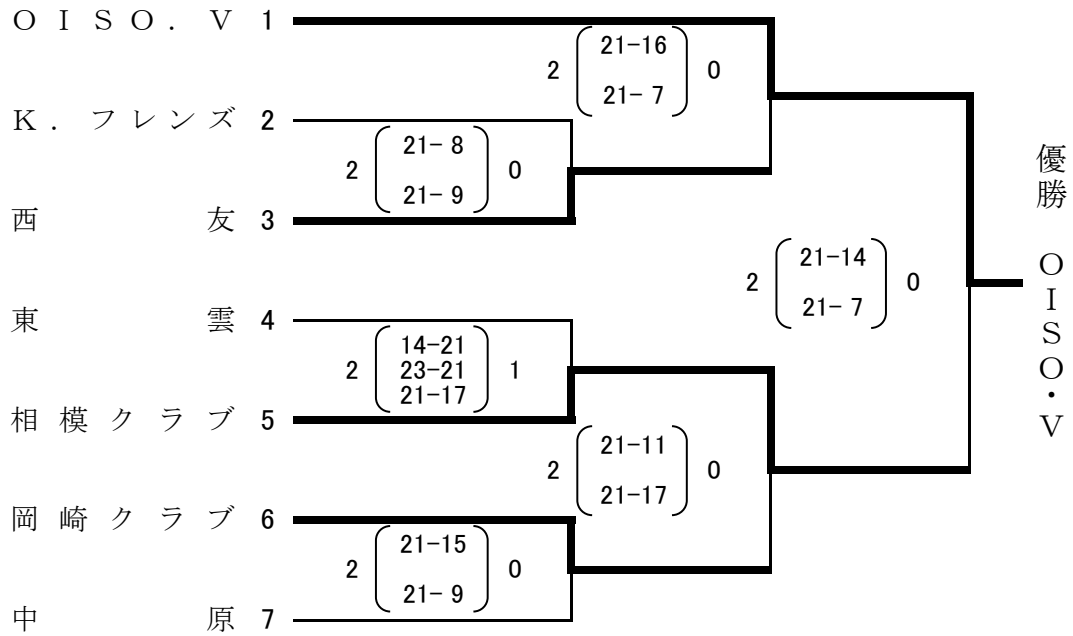 ＯＩＳＯ．Ｖ 1
21-16
2 0
21- 7
Ｋ．フレンズ 2
21- 8
2 0
21- 9
西友 3
優勝 ＯＩＳＯ・Ｖ
21-14
2 0
21- 7
東雲 4
14-21
2 23-21 1
21-17
相模クラブ 5
21-11
2 0
21-17
岡崎クラブ 6
21-15
2 0
21- 9
中原 7